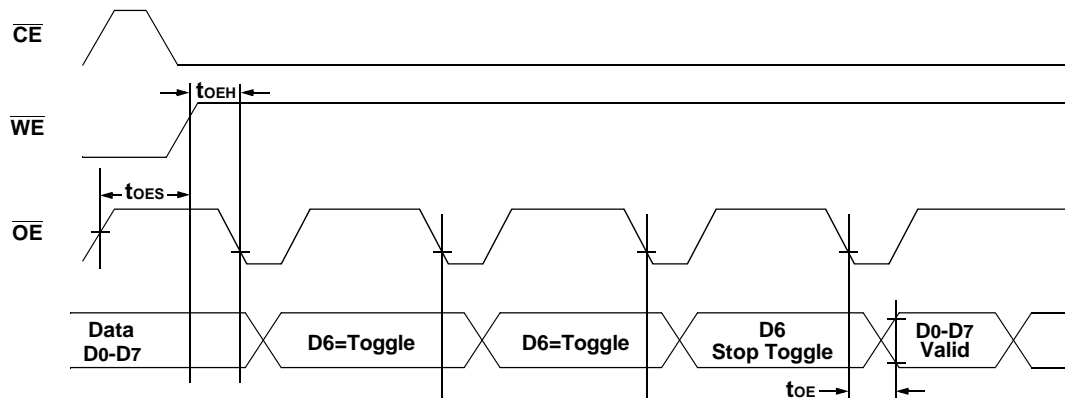 CE
tOEH
WE
tOES
OE
Data
D0-D7
D6=Toggle
D6=Toggle
D6
Stop Toggle
D0-D7
Valid
tOE